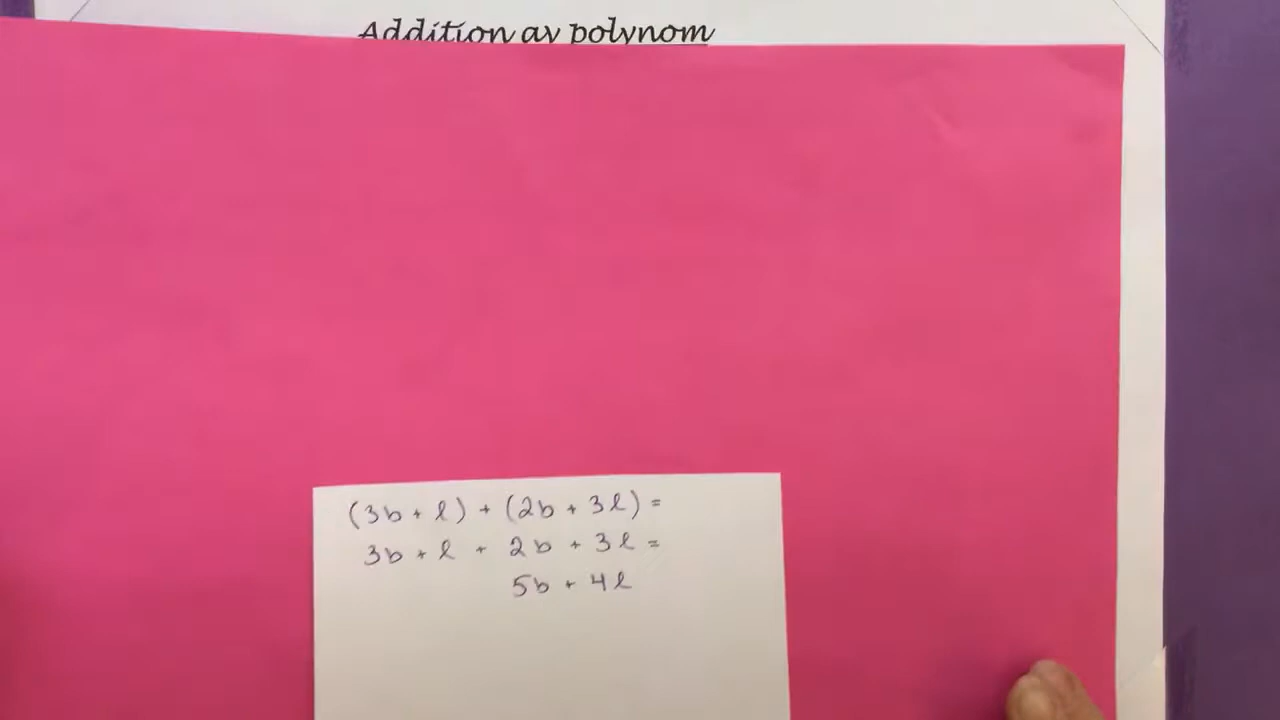 Addition av polynom
(3b + l) + (2b + 3l) =
3b + l + 2b + 3l =
5b + 4l